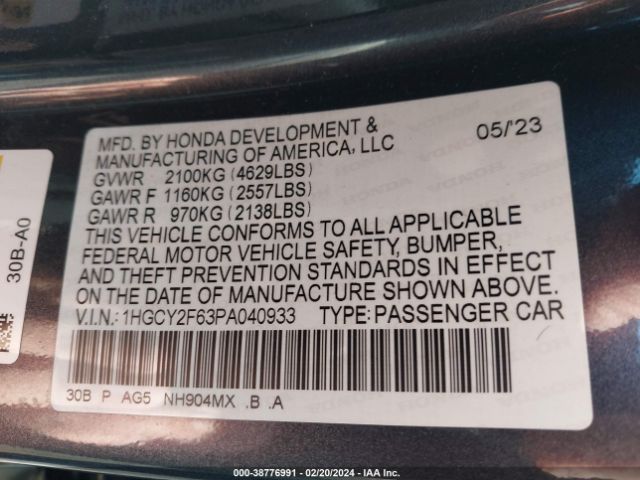 MFD. BY HONDA DEVELOPMENT & 05/'23
MANUFACTURING OF AMERICA, LLC
GVWR 2100KG (4629LBS)
GAWR F 1160KG (2557LBS)
GAWR R 970KG (2138LBS)
THIS VEHICLE CONFORMS TO ALL APPLICABLE
FEDERAL MOTOR VEHICLE SAFETY, BUMPER,
AND THEFT PREVENTION STANDARDS IN EFFECT
ON THE DATE OF MANUFACTURE SHOWN ABOVE.
V.I.N.: 1HGCY2F63PA040933 TYPE: PASSENGER CAR
30B P AG5 NH904MX .B .A
30B-A0
000-38776991 - 02/20/2024 - IAA Inc.